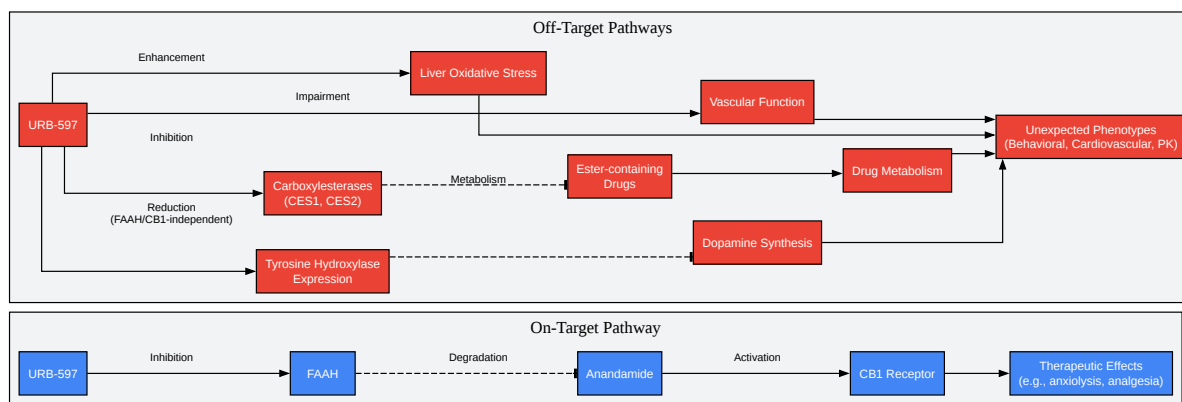 Off-Target Pathways
Enhancement
Liver Oxidative Stress
Impairment
Vascular Function
URB-597
Unexpected Phenotypes
(Behavioral, Cardiovascular, PK)
Inhibition
Carboxylesterases
(CES1, CES2)
Metabolism
Ester-containing
Drugs
Drug Metabolism
Reduction
(FAAH/CB1-independent)
Dopamine Synthesis
Tyrosine Hydroxylase
Expression
On-Target Pathway
URB-597
Inhibition
FAAH
Degradation
Anandamide
Activation
CB1 Receptor
Therapeutic Effects
(e.g., anxiolysis, analgesia)